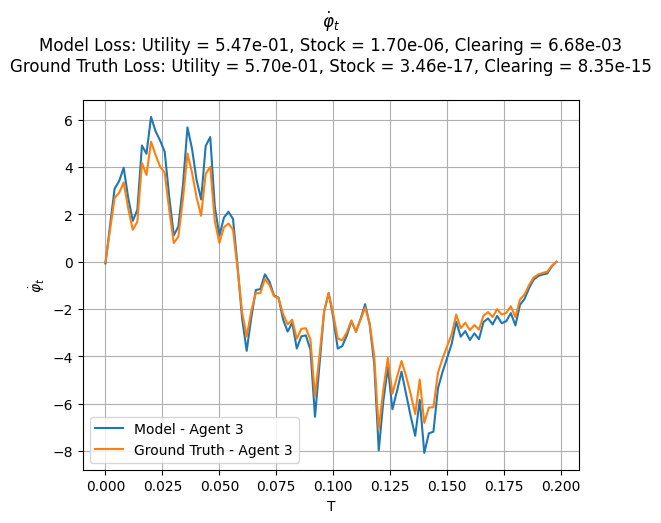 φ̇ₜ
Model Loss: Utility = 5.47e-01, Stock = 1.70e-06, Clearing = 6.68e-03
Ground Truth Loss: Utility = 5.70e-01, Stock = 3.46e-17, Clearing = 8.35e-15
6
4
2
0
−2
−4
−6
−8
φ̇ₜ
Model - Agent 3
Ground Truth - Agent 3
0.000 0.025 0.050 0.075 0.100 0.125 0.150 0.175 0.200
T